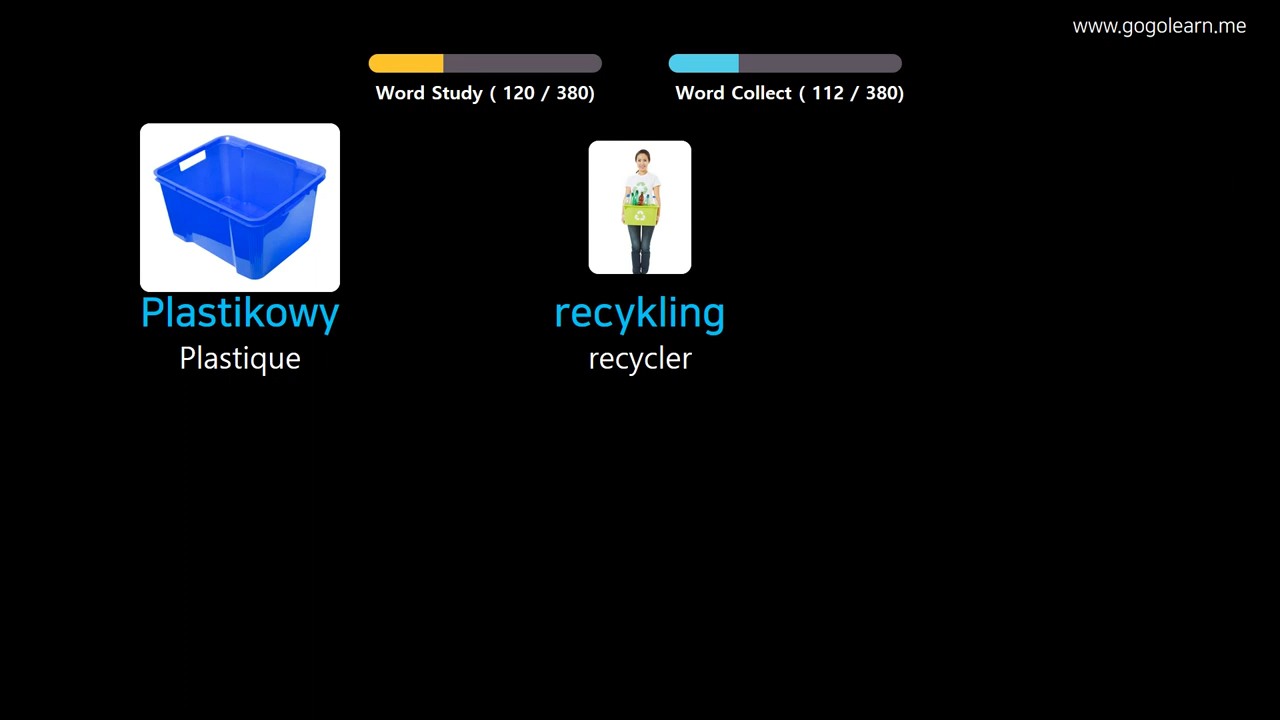 www.gogolearn.me
Word Study ( 120 / 380)
Word Collect ( 112 / 380)
Plastikowy
Plastique
recykling
recycler